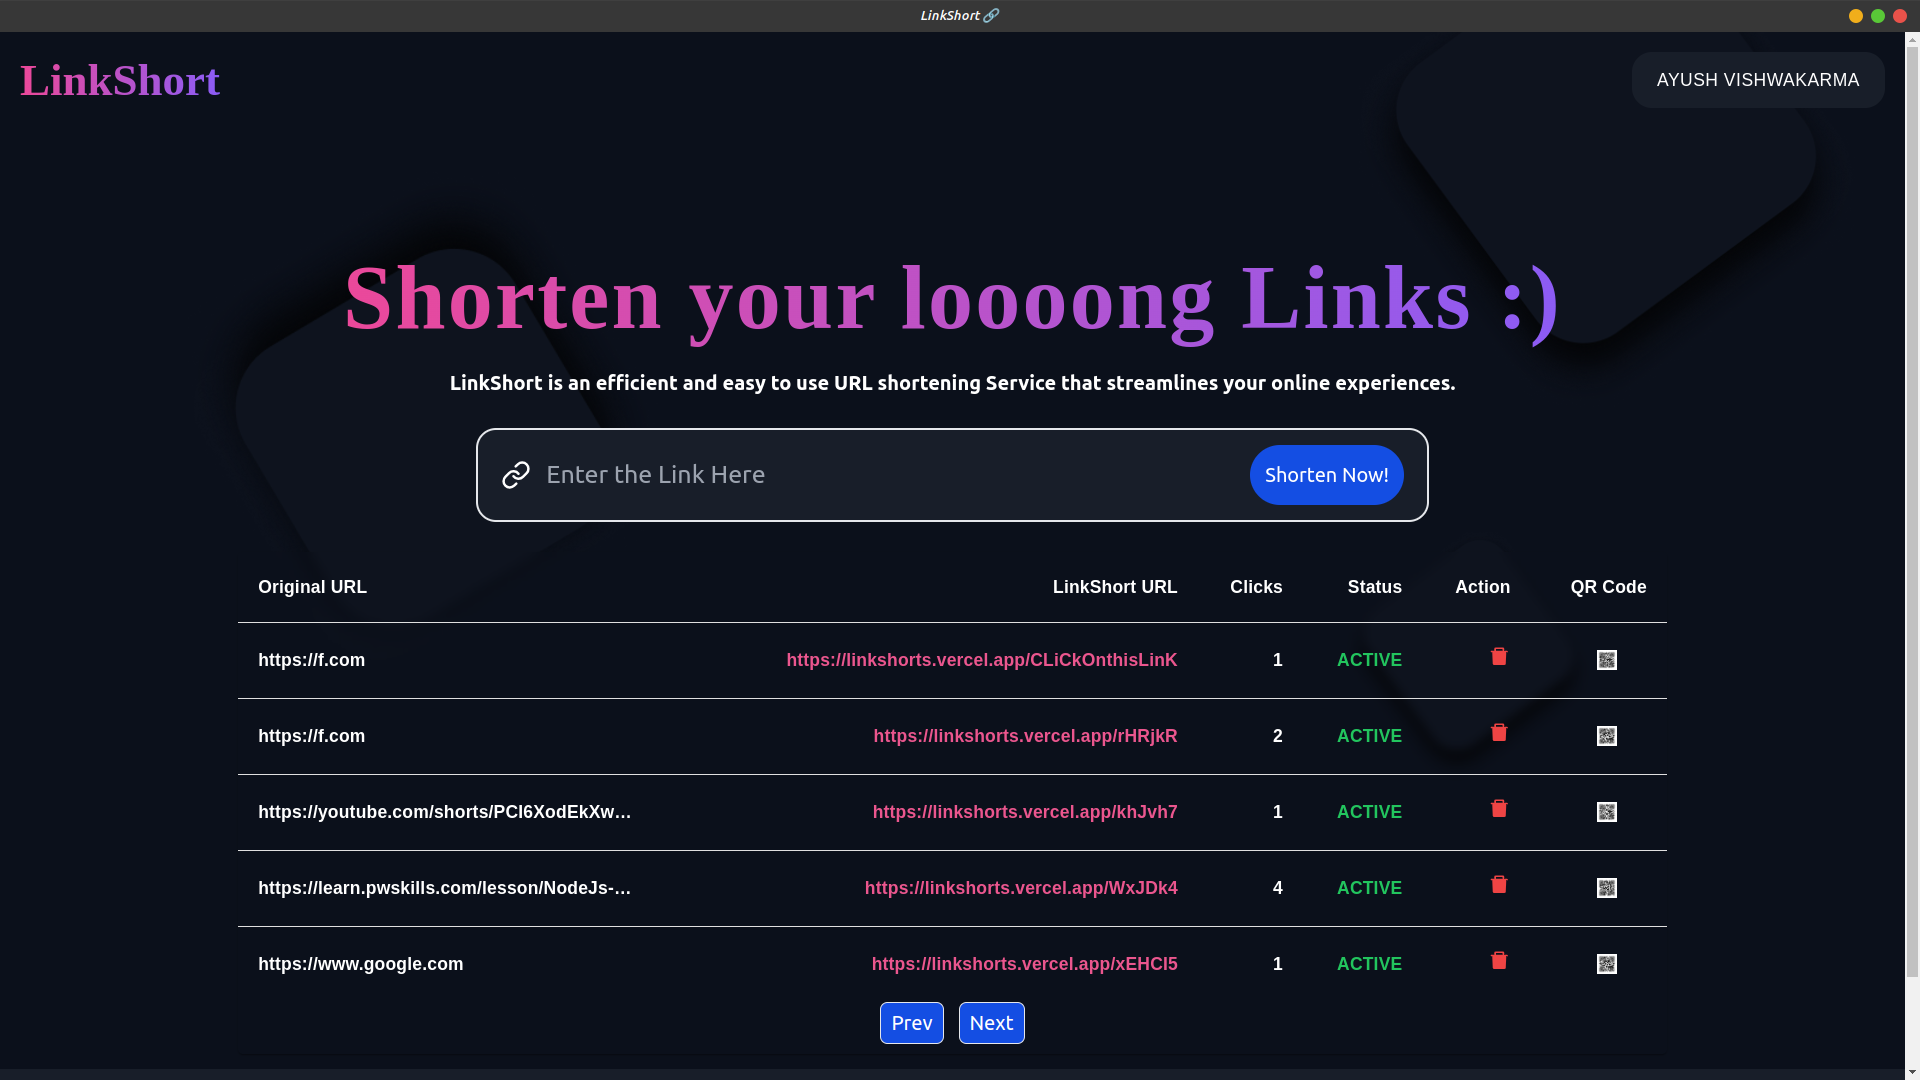 LinkShort 🔗
LinkShort
AYUSH VISHWAKARMA
Shorten your loooong Links :)
LinkShort is an efficient and easy to use URL shortening Service that streamlines your online experiences.
Enter the Link Here
Shorten Now!
Original URL LinkShort URL Clicks Status Action QR Code
https://f.com https://linkshorts.vercel.app/CLiCkOnthisLinK 1 ACTIVE
https://f.com https://linkshorts.vercel.app/rHRjkR 2 ACTIVE
https://youtube.com/shorts/PCI6XodEkXw... https://linkshorts.vercel.app/khJvh7 1 ACTIVE
https://learn.pwskills.com/lesson/NodeJs-... https://linkshorts.vercel.app/WxJDk4 4 ACTIVE
https://www.google.com https://linkshorts.vercel.app/xEHCI5 1 ACTIVE
Prev Next